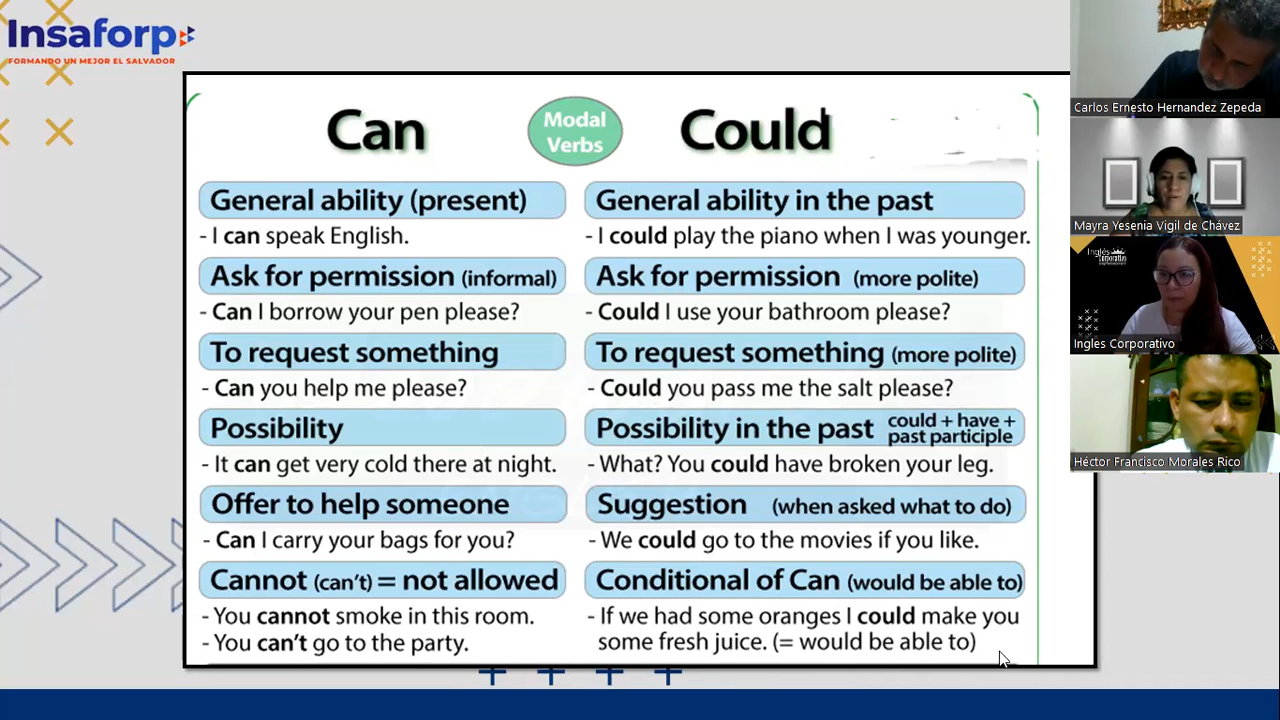 Insaforp
FORMANDO UN MEJOR EL SALVADOR
Can
Modal
Verbs
Could
General ability (present)
- I can speak English.
Ask for permission (informal)
- Can I borrow your pen please?
To request something
- Can you help me please?
Possibility
- It can get very cold there at night.
Offer to help someone
- Can I carry your bags for you?
Cannot (can't) = not allowed
- You cannot smoke in this room.
- You can't go to the party.
General ability in the past
- I could play the piano when I was younger.
Ask for permission (more polite)
- Could I use your bathroom please?
To request something (more polite)
- Could you pass me the salt please?
Possibility in the past could + have +
past participle
- What? You could have broken your leg.
Suggestion (when asked what to do)
- We could go to the movies if you like.
Conditional of Can (would be able to)
- If we had some oranges I could make you
some fresh juice. (= would be able to)
Carlos Ernesto Hernandez Zepeda
Mayra Yesenia Vigil de Chávez
Inglés
Corporativo
Ingles Corporativo
Héctor Francisco Morales Rico